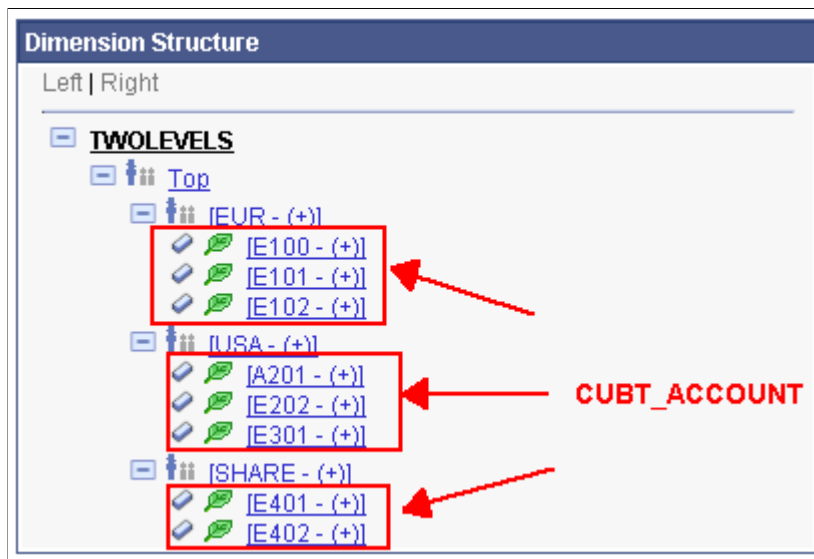 Dimension Structure
Left | Right
TWOLEVELS
Top
[EUR - (+)]
[E100 - (+)]
[E101 - (+)]
[E102 - (+)]
[USA - (+)]
[A201 - (+)]
[E202 - (+)]
[E301 - (+)]
CUBT_ACCOUNT
[SHARE - (+)]
[E401 - (+)]
[E402 - (+)]